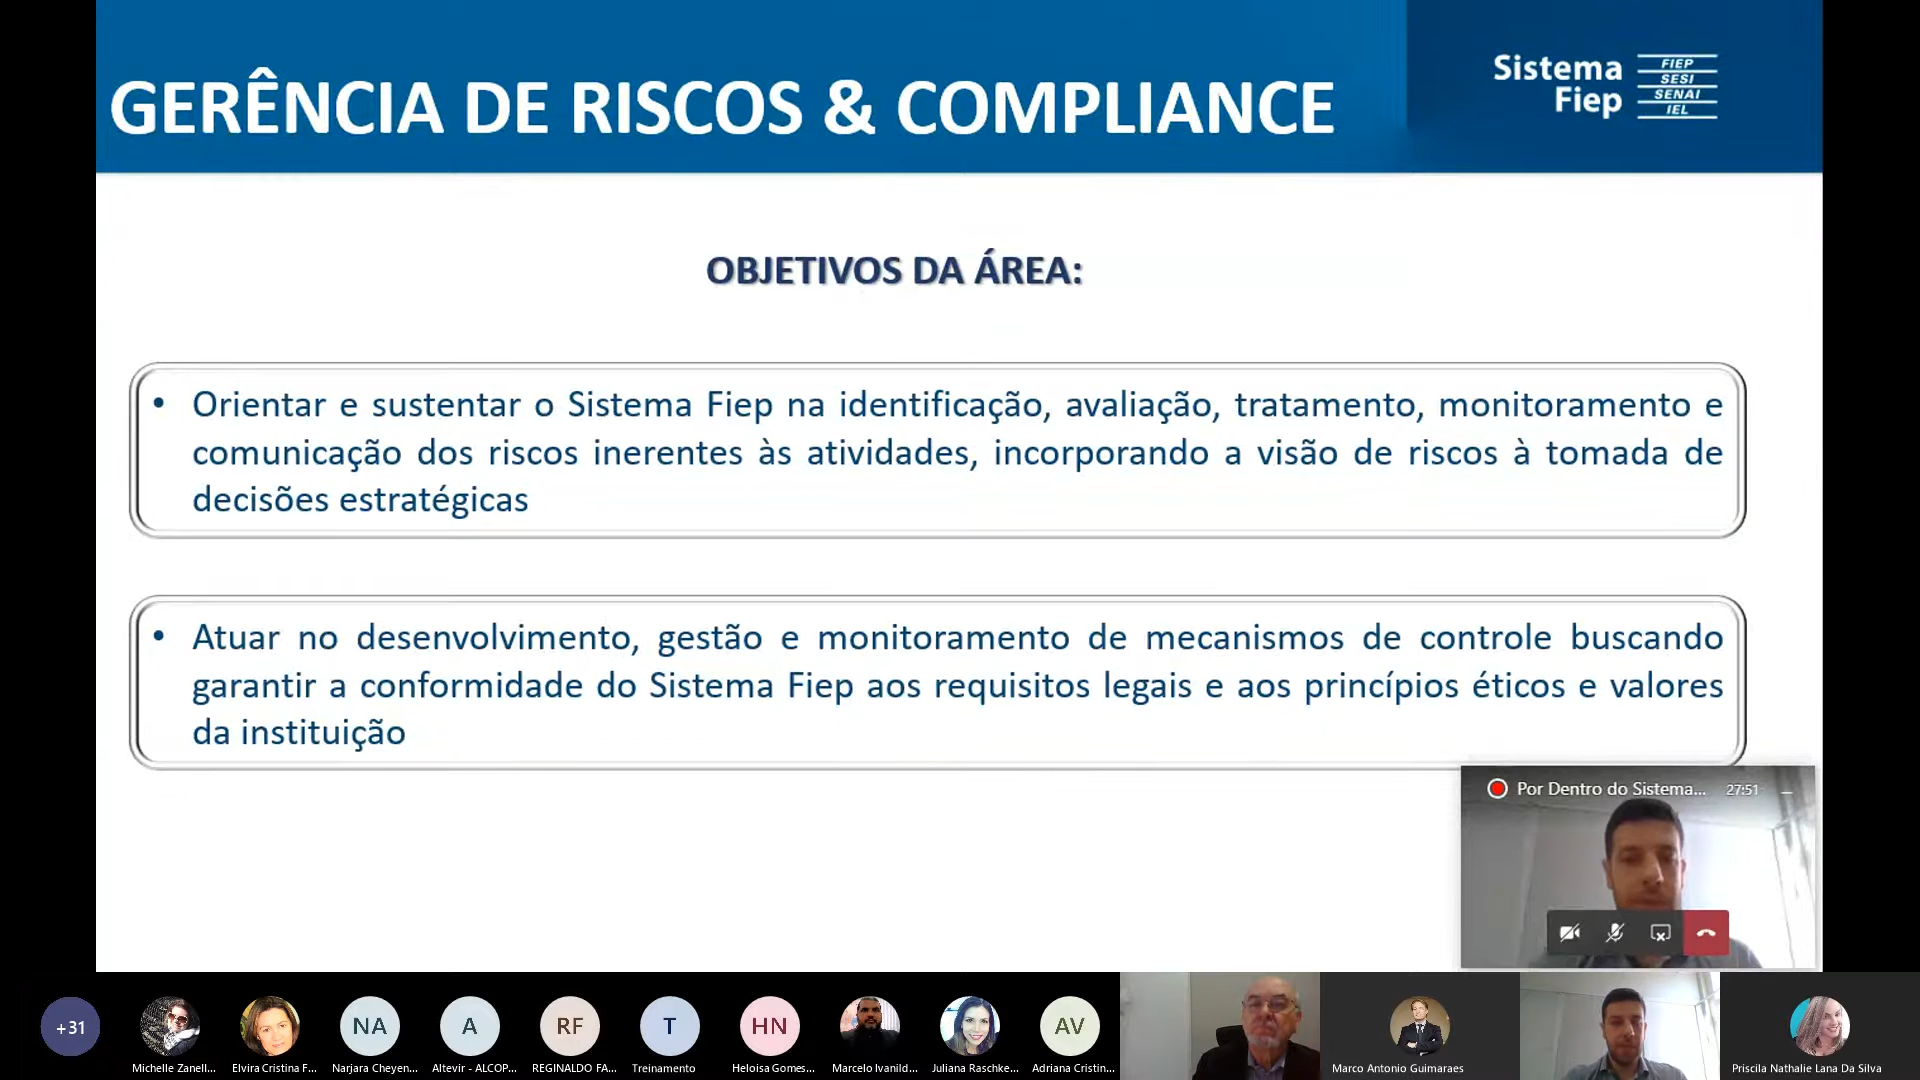 GERÊNCIA DE RISCOS & COMPLIANCE
Sistema
Fiep
FIEP
SESI
SENAI
IEL
OBJETIVOS DA ÁREA:
• Orientar e sustentar o Sistema Fiep na identificação, avaliação, tratamento, monitoramento e
comunicação dos riscos inerentes às atividades, incorporando a visão de riscos à tomada de
decisões estratégicas
• Atuar no desenvolvimento, gestão e monitoramento de mecanismos de controle buscando
garantir a conformidade do Sistema Fiep aos requisitos legais e aos princípios éticos e valores
da instituição
Por Dentro do Sistema... 27:51
+31
NA
A
RF
T
HN
AV
Michelle Zanell...
Elvira Cristina F...
Narjara Cheyen...
Altevir - ALCOP...
REGINALDO FA...
Treinamento
Heloisa Gomes...
Marcelo Ivanild...
Juliana Raschke...
Adriana Cristin...
Marco Antonio Guimaraes
Priscila Nathalie Lana Da Silva